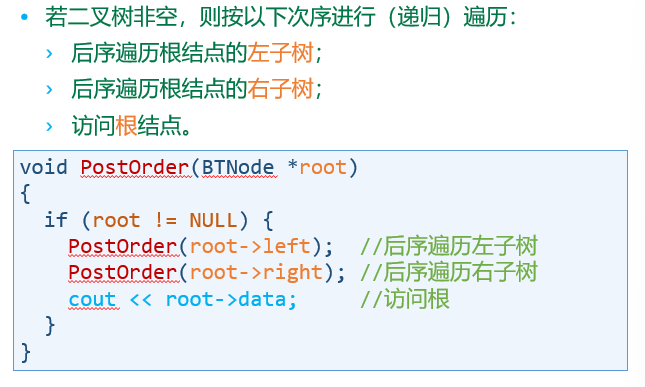 • 若二叉树非空，则按以下次序进行（递归）遍历：
› 后序遍历根结点的左子树；
› 后序遍历根结点的右子树；
› 访问根结点。
void PostOrder(BTNode *root)
{
  if (root != NULL) {
    PostOrder(root->left);  //后序遍历左子树
    PostOrder(root->right); //后序遍历右子树
    cout << root->data;     //访问根
  }
}